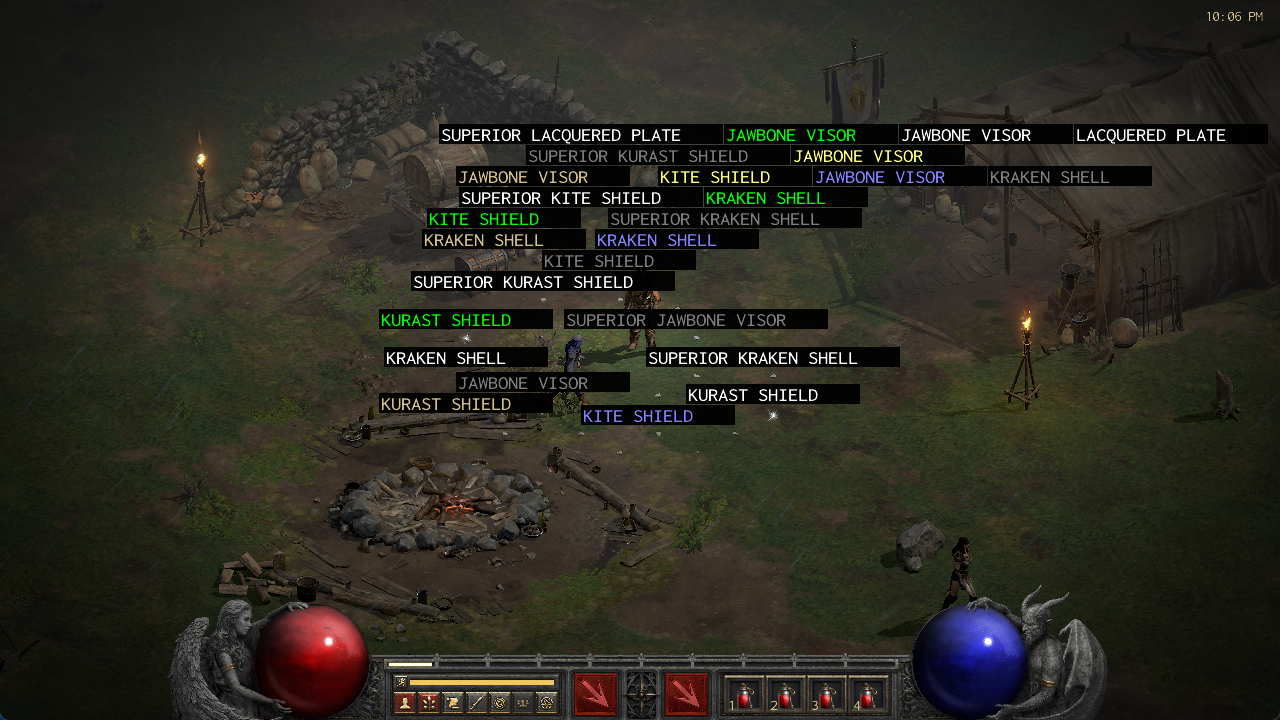 10:06 PM
SUPERIOR LACQUERED PLATE JAWBONE VISOR JAWBONE VISOR LACQUERED PLATE
SUPERIOR KURAST SHIELD JAWBONE VISOR
JAWBONE VISOR KITE SHIELD JAWBONE VISOR KRAKEN SHELL
SUPERIOR KITE SHIELD KRAKEN SHELL
KITE SHIELD SUPERIOR KRAKEN SHELL
KRAKEN SHELL KRAKEN SHELL
KITE SHIELD
SUPERIOR KURAST SHIELD
KURAST SHIELD SUPERIOR JAWBONE VISOR
KRAKEN SHELL SUPERIOR KRAKEN SHELL
JAWBONE VISOR
KURAST SHIELD
KURAST SHIELD
KITE SHIELD
1 2 3 4